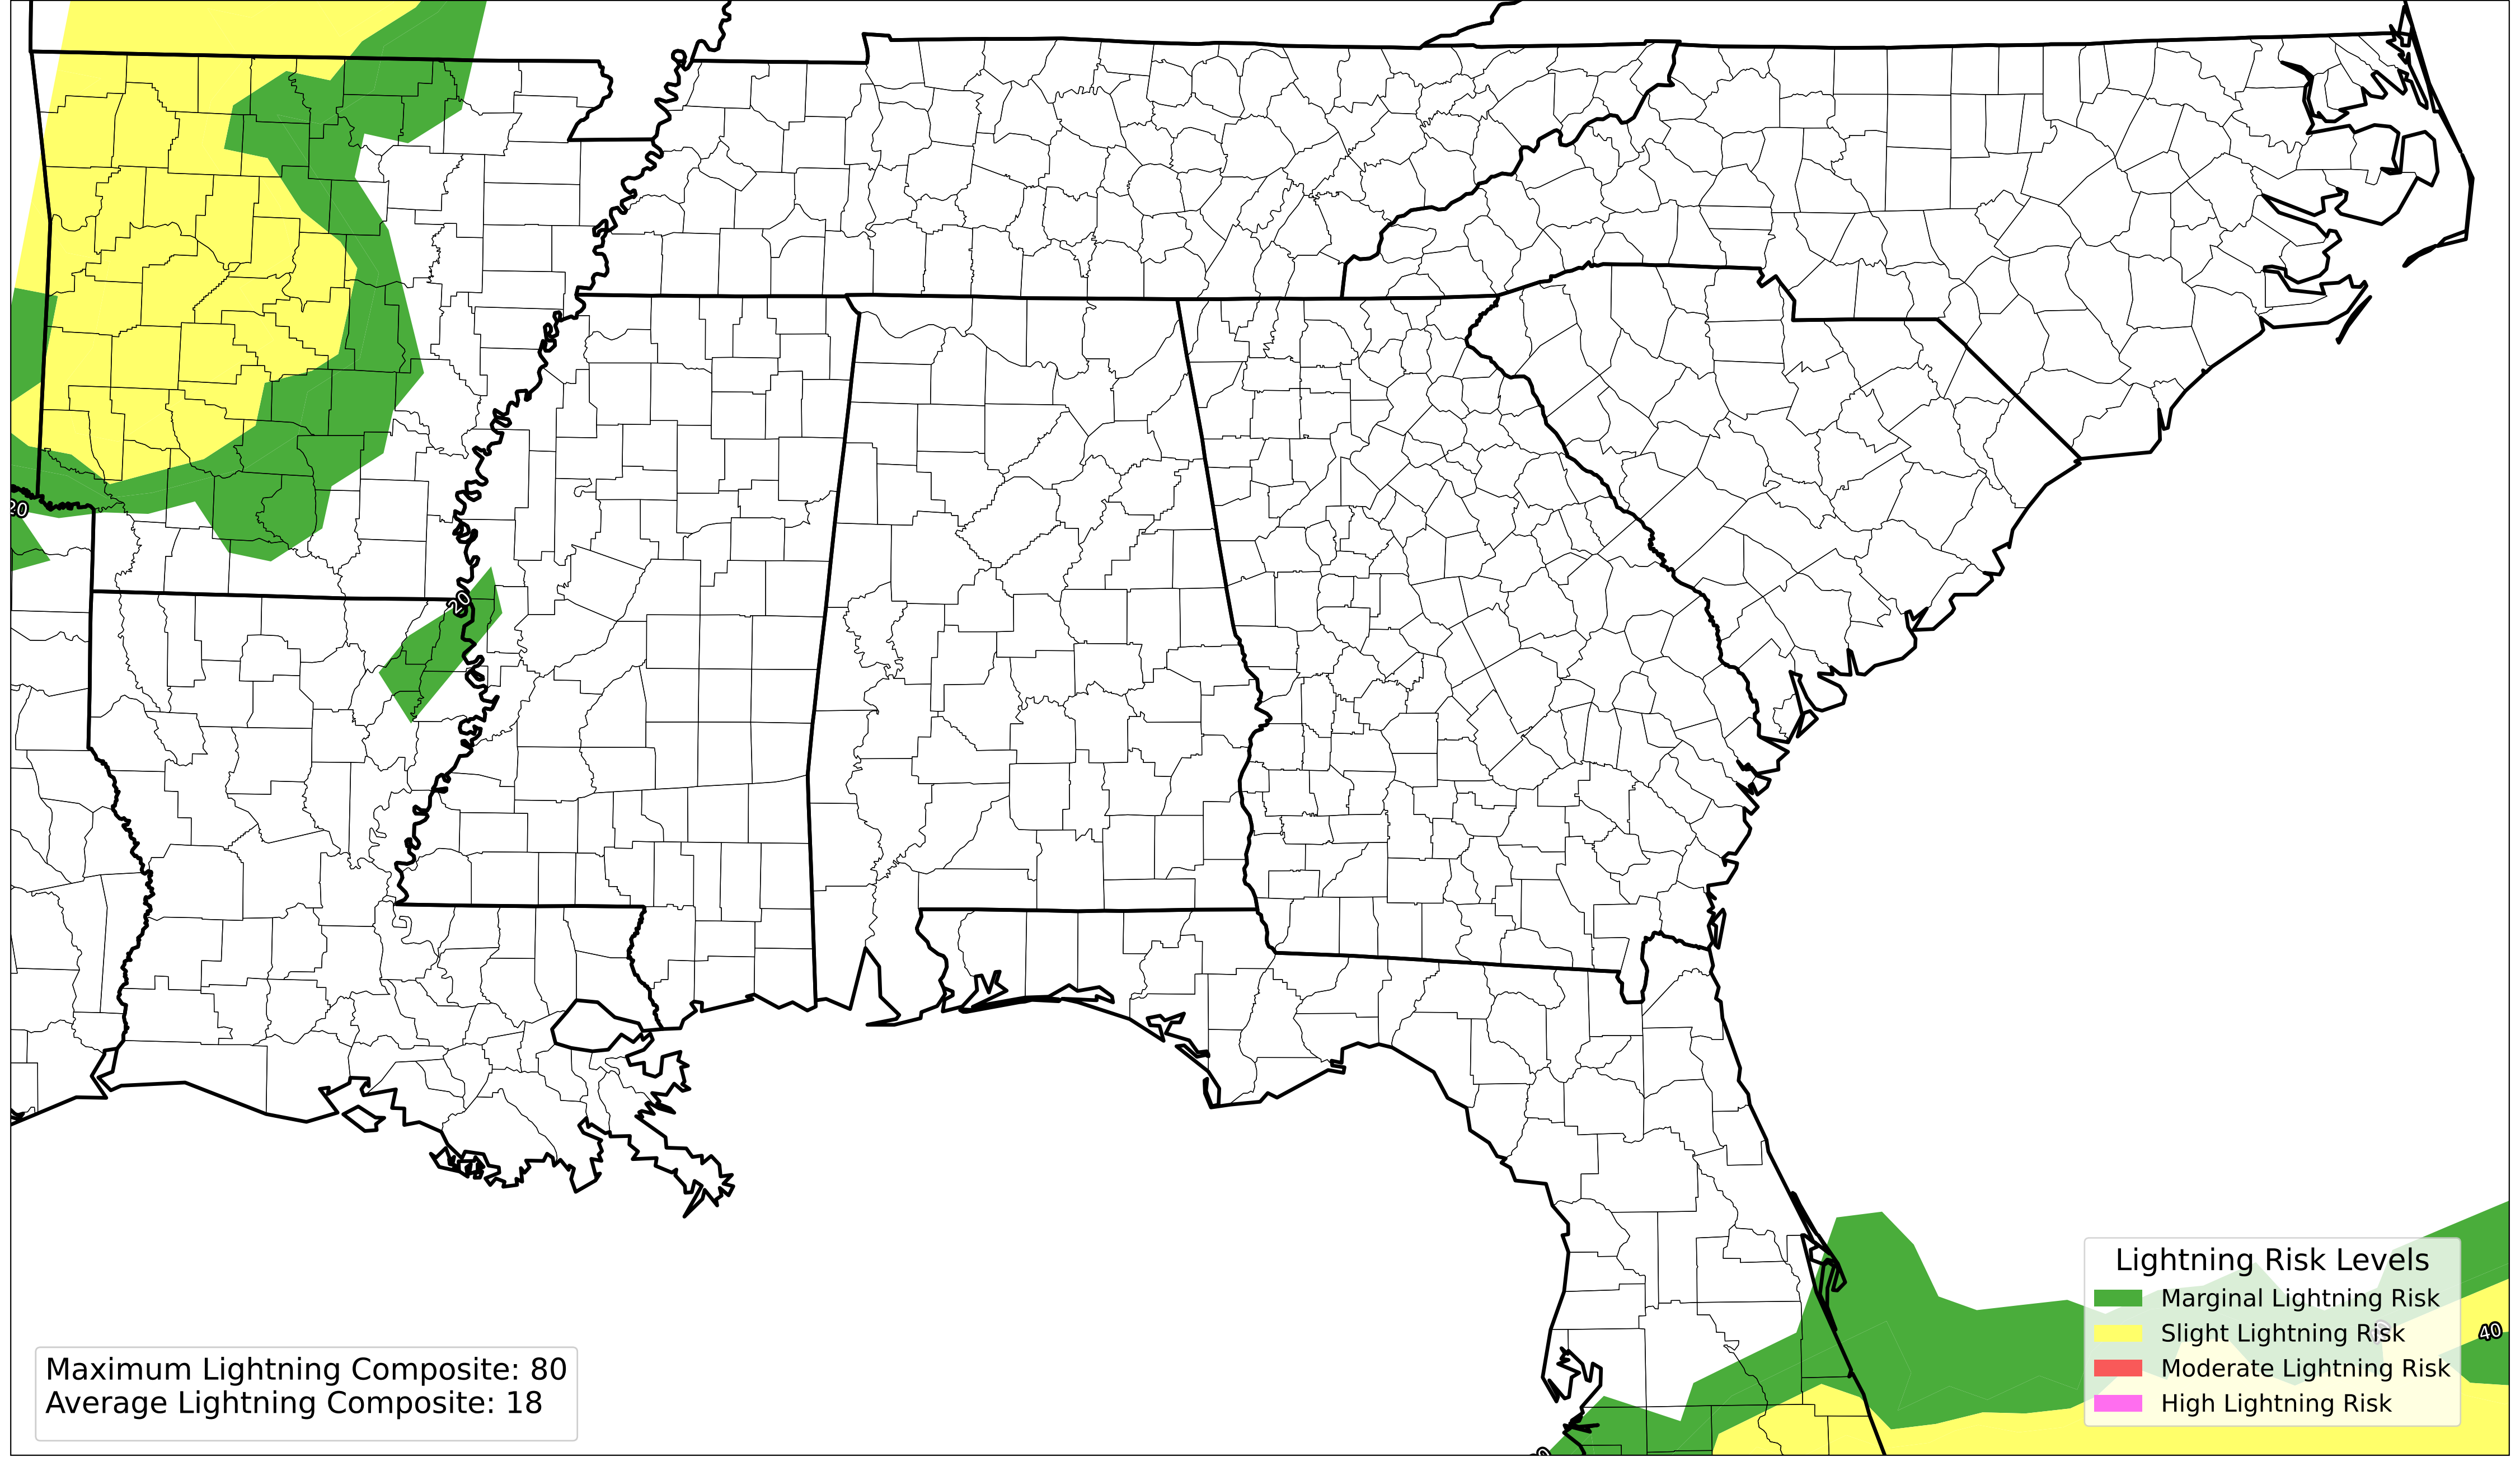 20
20
Lightning Risk Levels
Marginal Lightning Risk
Slight Lightning Risk
40
Moderate Lightning Risk
High Lightning Risk
Maximum Lightning Composite: 80
Average Lightning Composite: 18